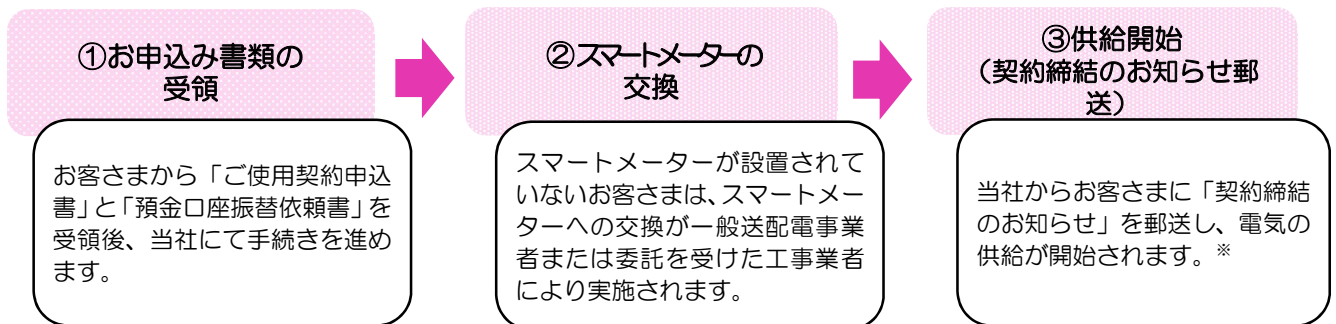 ①お申込み書類の
受領
お客さまから「ご使用契約申込
書」と「預金口座振替依頼書」を
受領後、当社にて手続きを進め
ます。
②スマートメーターの
交換
スマートメーターが設置されて
いないお客さまは、スマートメー
ターへの交換が一般送配電事業
者または委託を受けた工事業者
により実施されます。
③供給開始
（契約締結のお知らせ郵
送）
当社からお客さまに「契約締結
のお知らせ」を郵送し、電気の
供給が開始されます。※